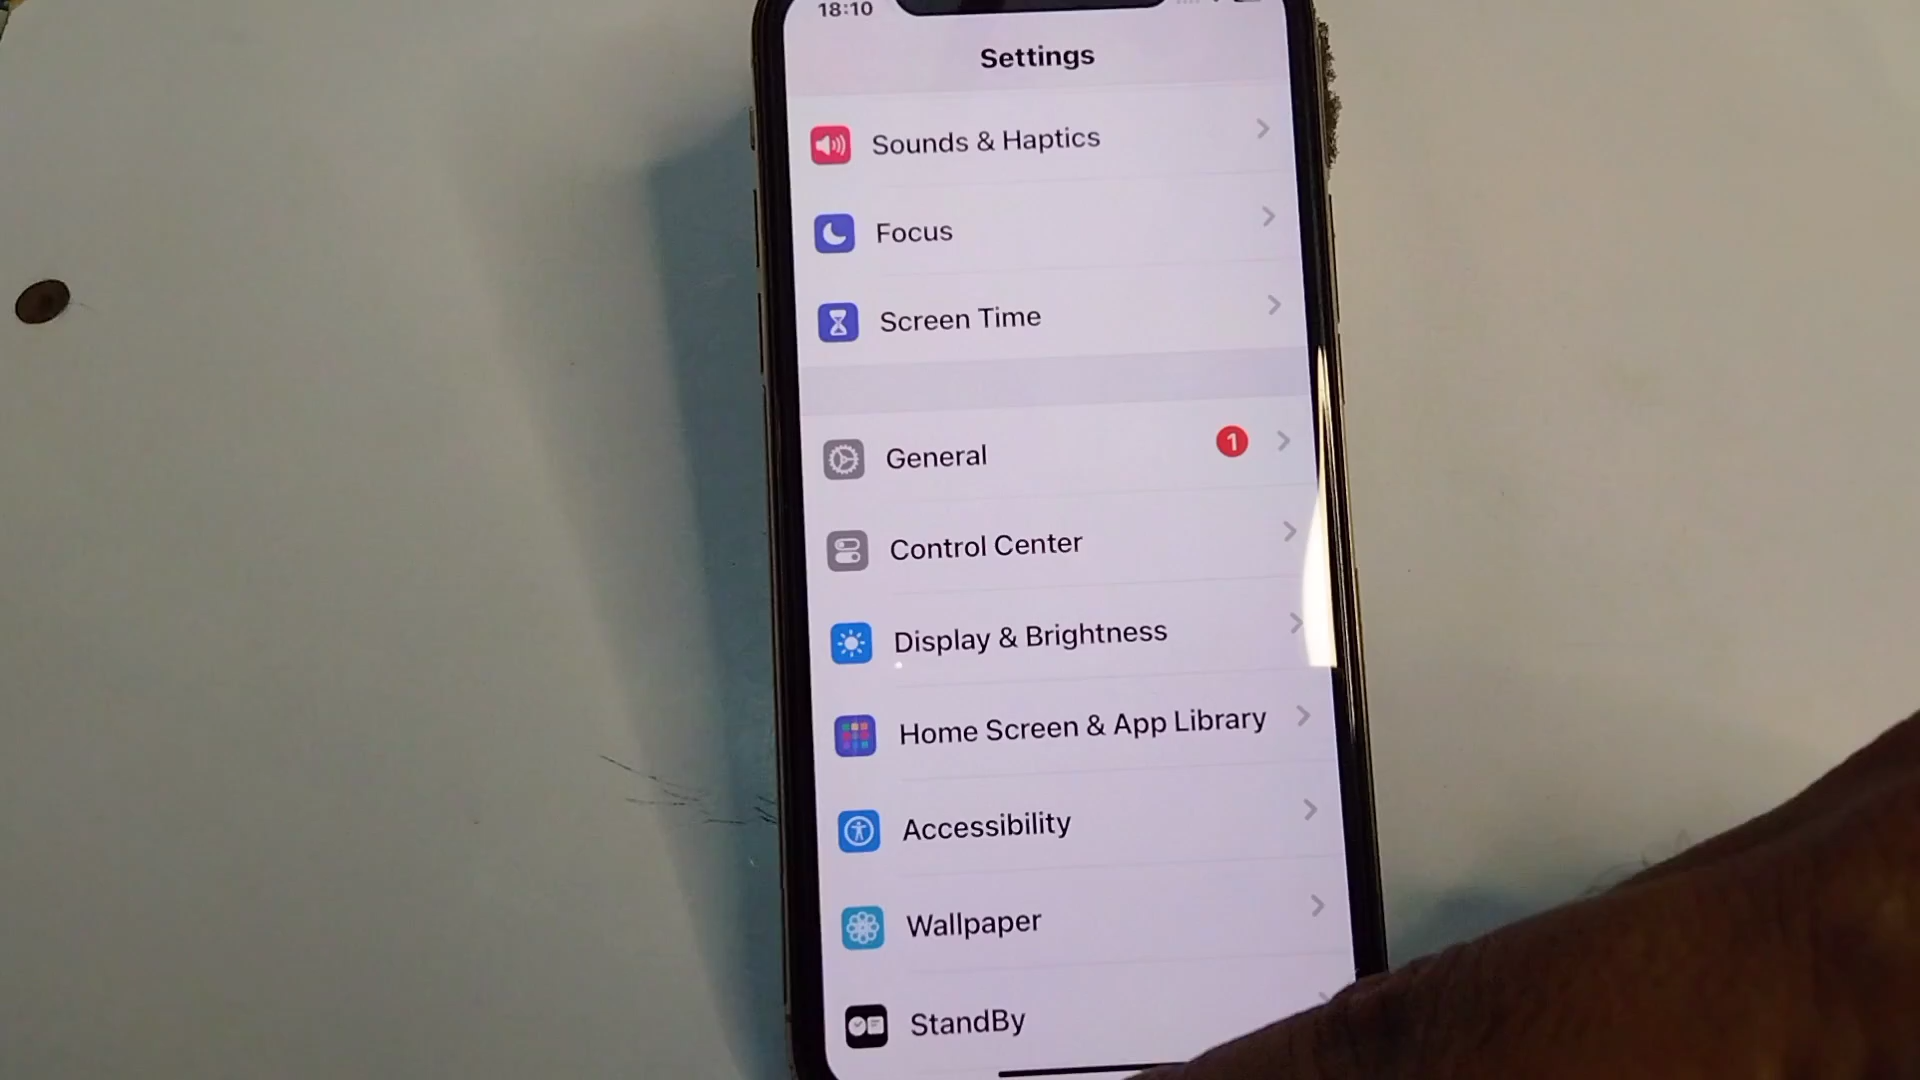 18:10
Settings
Sounds & Haptics
Focus
Screen Time
General 1
Control Center
Display & Brightness
Home Screen & App Library
Accessibility
Wallpaper
StandBy